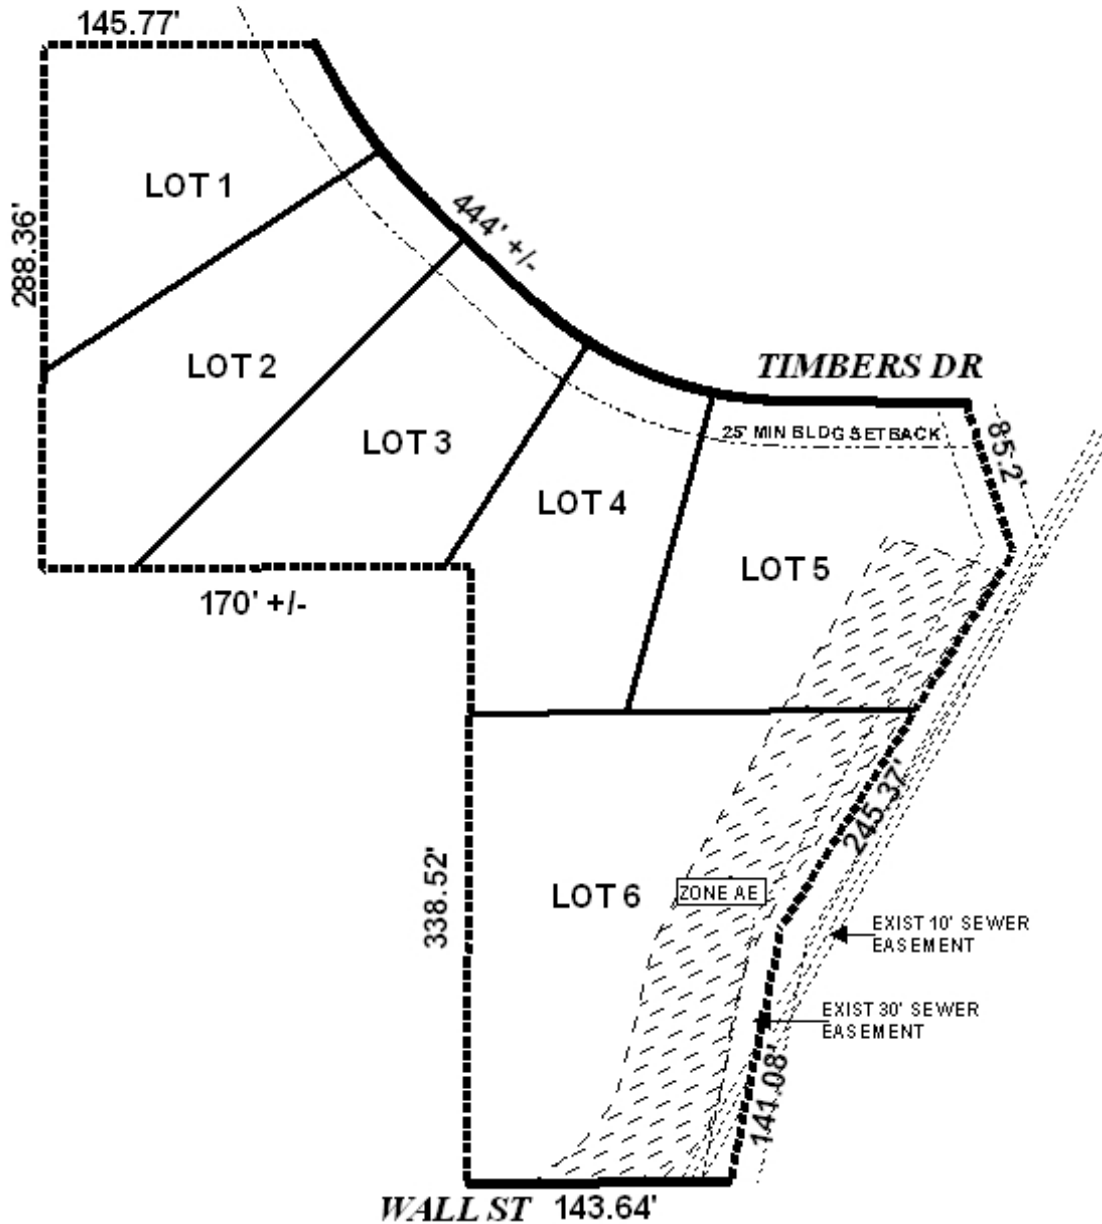 145.77'
LOT 1
288.36'
444' +/-
LOT 2
TIMBERS DR
LOT 3
25' MIN BLDG SETBACK
85.2'
LOT 4
LOT 5
170' +/-
245.37'
338.52'
LOT 6
ZONE AE
EXIST 10' SEWER
EASEMENT
EXIST 30' SEWER
EASEMENT
141.08'
WALL ST 143.64'